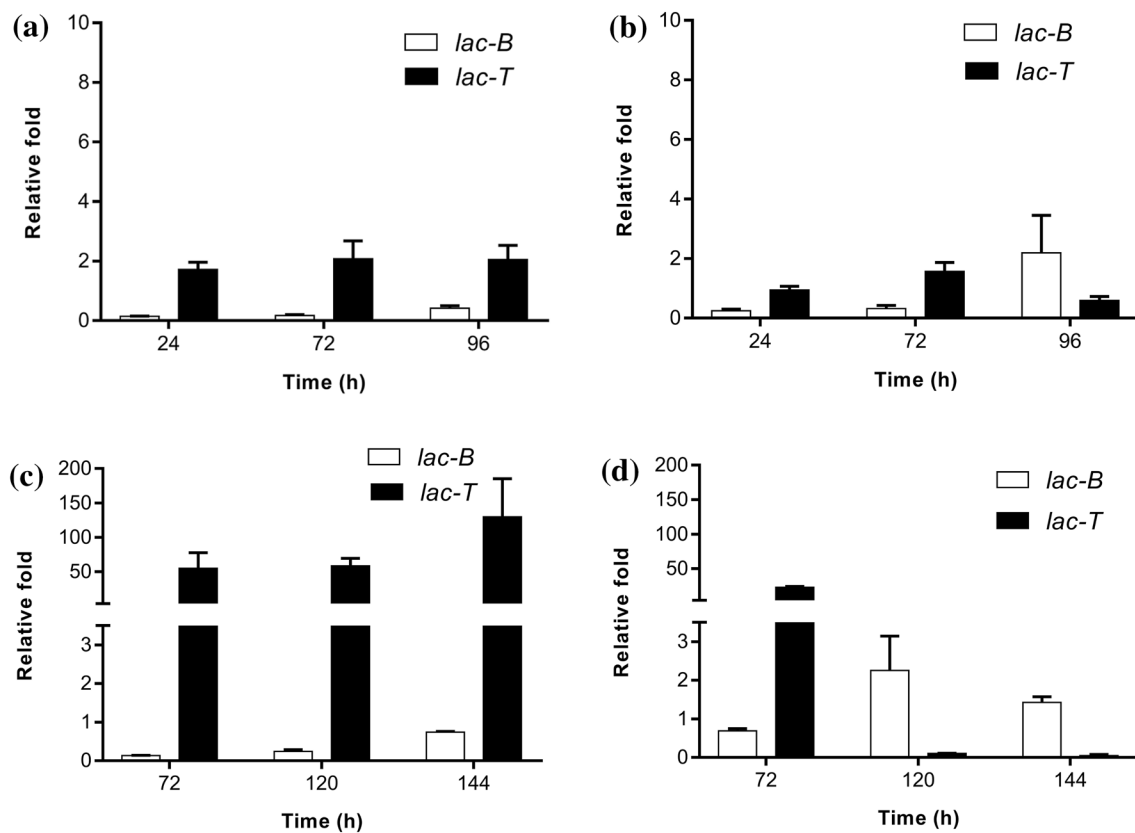 (a)
10
8
6
4
2
0
Relative fold
lac-B
lac-T
24 72 96
Time (h)
(b)
10
8
6
4
2
0
Relative fold
lac-B
lac-T
24 72 96
Time (h)
(c)
200
150
100
50
3
2
1
0
Relative fold
lac-B
lac-T
72 120 144
Time (h)
(d)
200
150
100
50
3
2
1
0
Relative fold
lac-B
lac-T
72 120 144
Time (h)